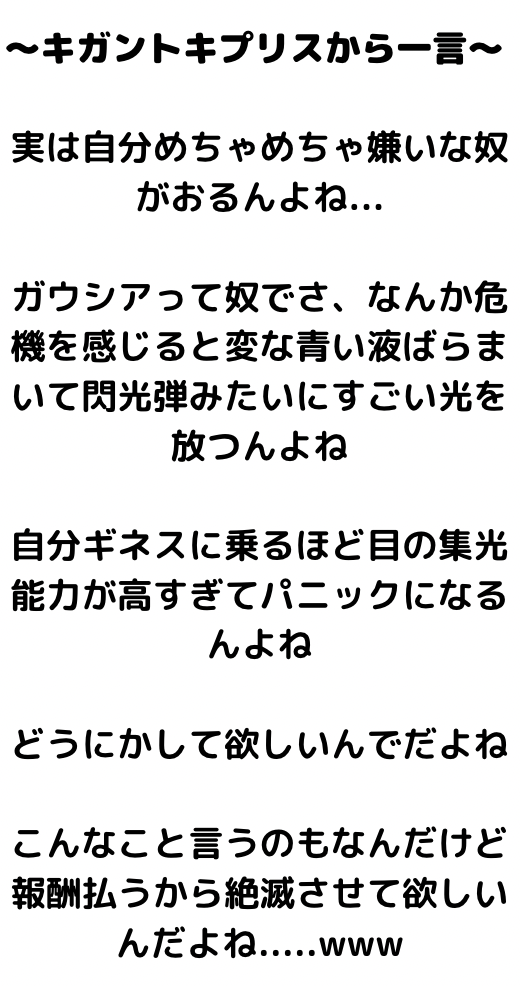 〜キガントキプリスから一言〜
実は自分めちゃめちゃ嫌いな奴
がおるんよね...
ガウシアって奴でさ、なんか危
機を感じると変な青い液ばらま
いて閃光弾みたいにすごい光を
放つんよね
自分ギネスに乗るほど目の集光
能力が高すぎてパニックになる
んよね
どうにかして欲しいんでだよね
こんなこと言うのもなんだけど
報酬払うから絶滅させて欲しい
んだよね.....www